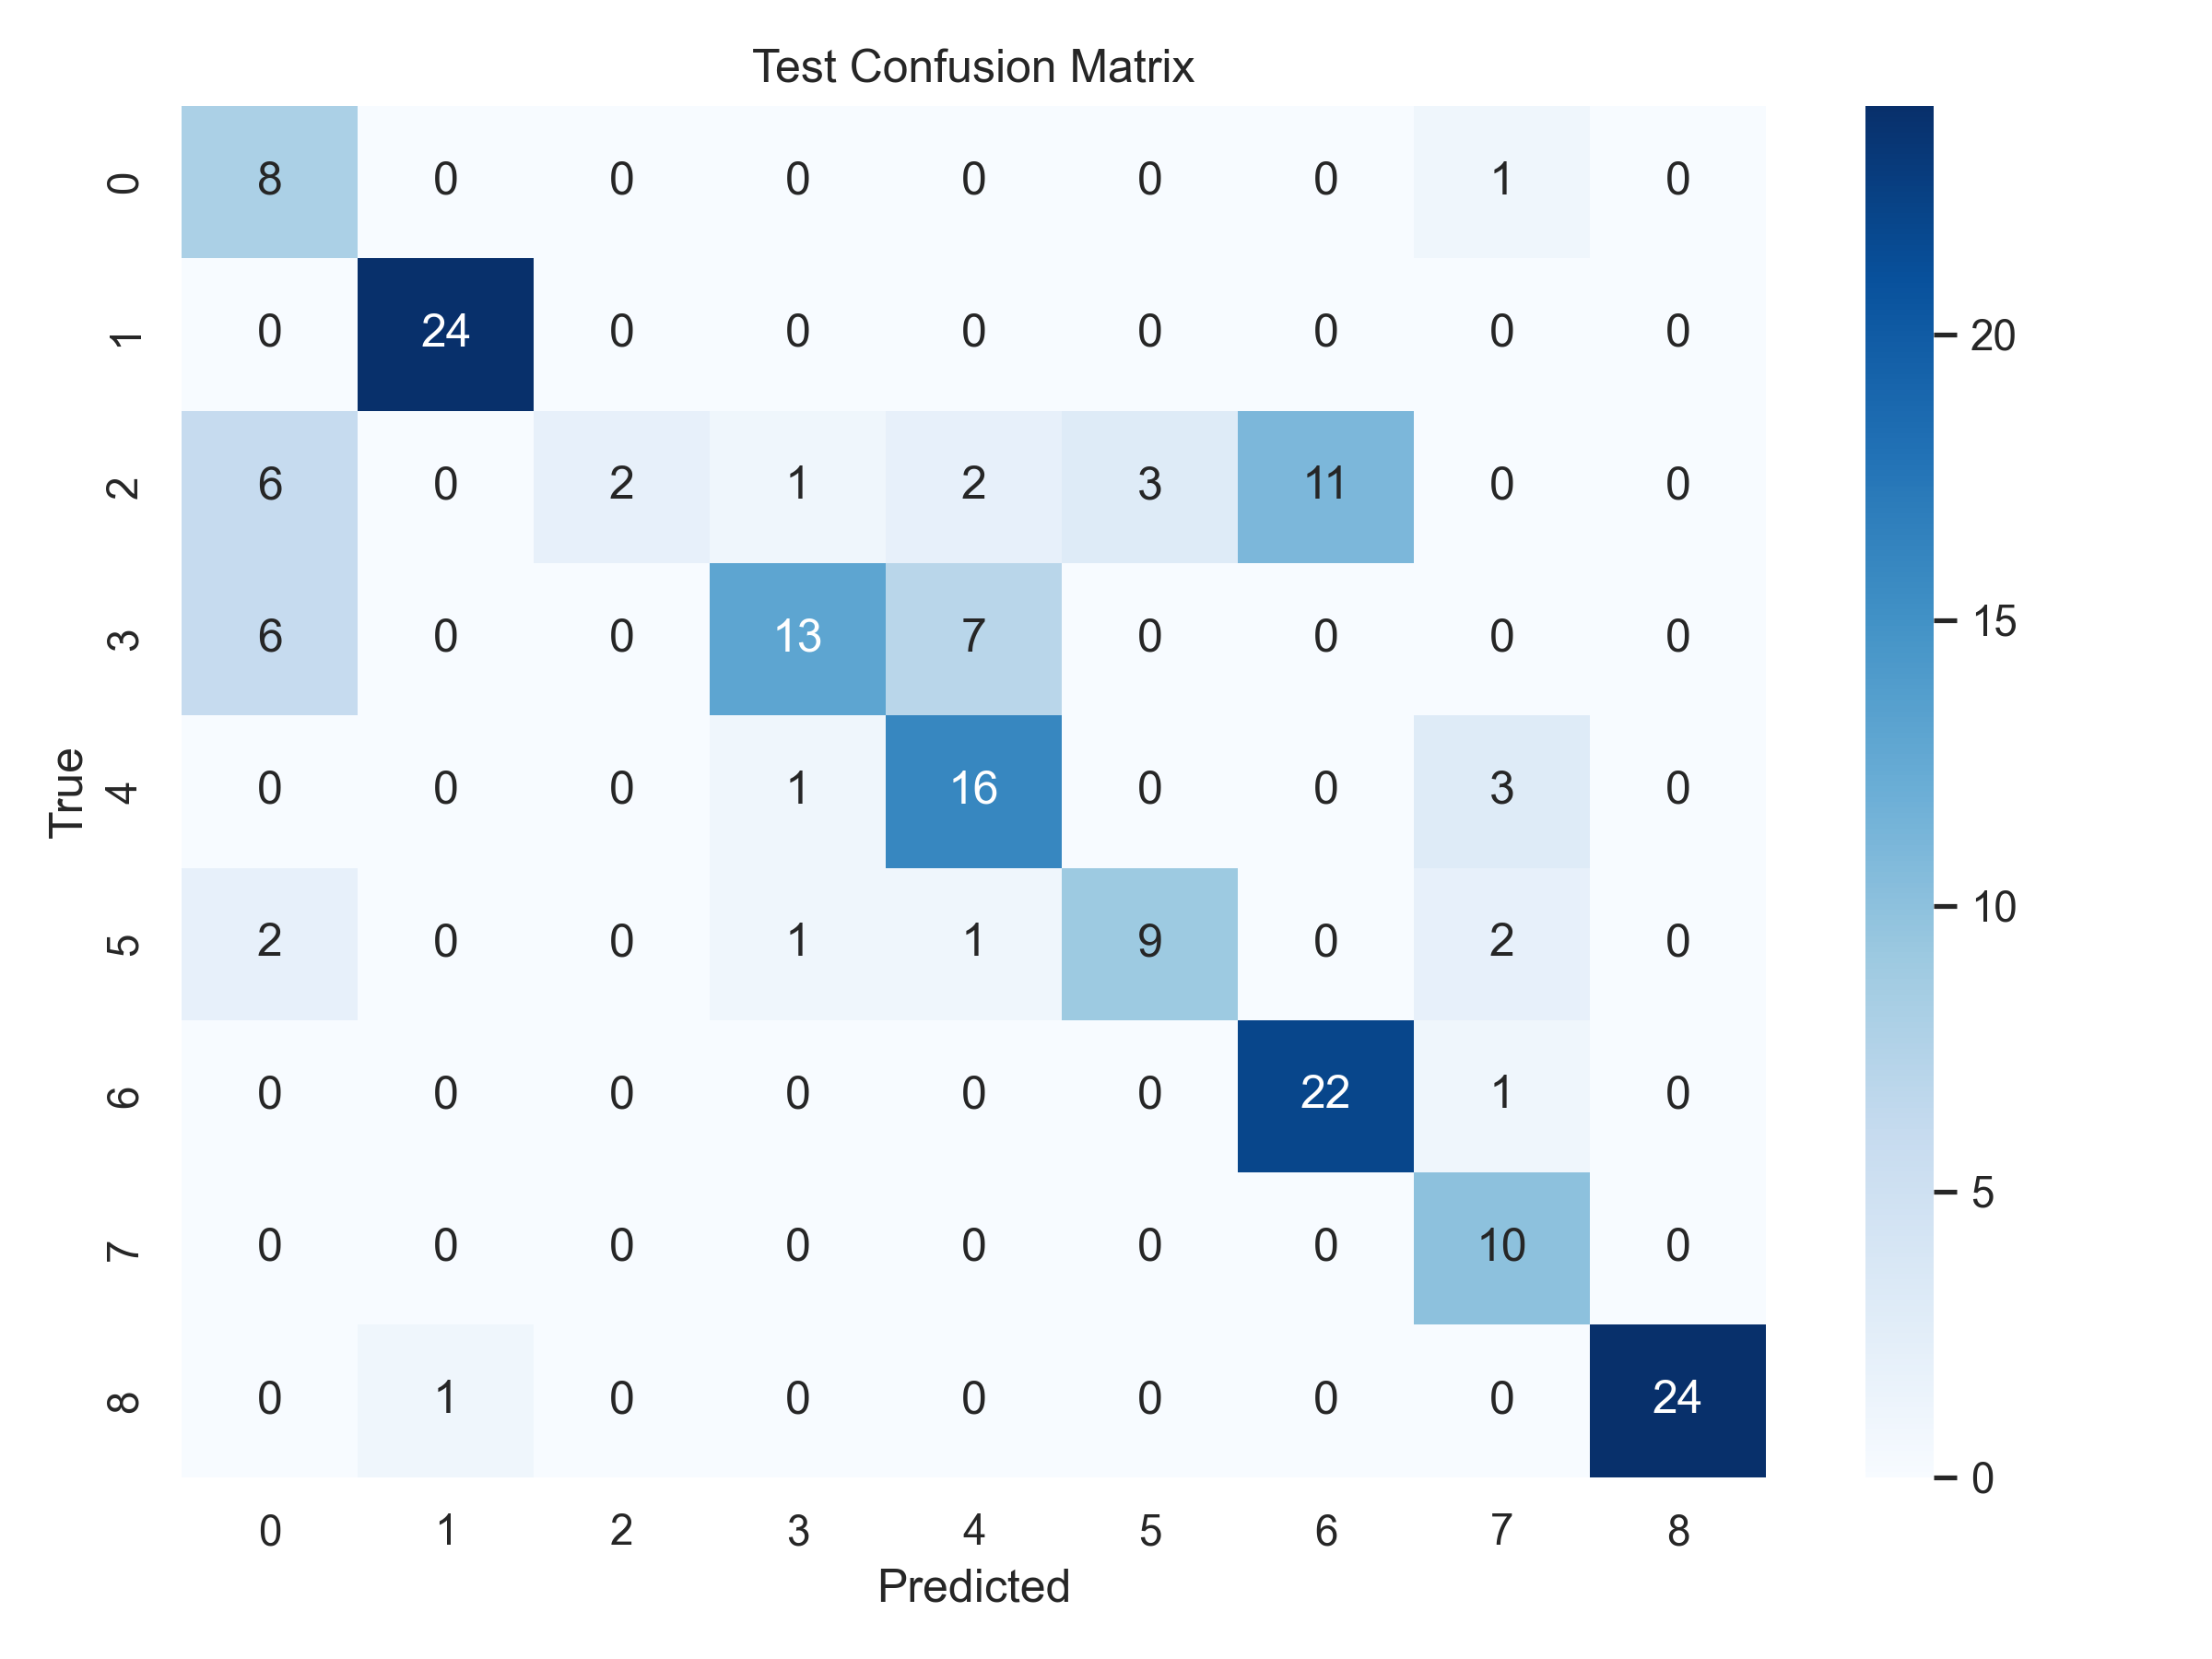 Test Confusion Matrix
0 8 0 0 0 0 0 0 1 0
1 0 24 0 0 0 0 0 0 0
2 6 0 2 1 2 3 11 0 0
3 6 0 0 13 7 0 0 0 0
4 0 0 0 1 16 0 0 3 0
5 2 0 0 1 1 9 0 2 0
6 0 0 0 0 0 0 22 1 0
7 0 0 0 0 0 0 0 10 0
8 0 1 0 0 0 0 0 0 24
0 1 2 3 4 5 6 7 8
Predicted
True
20
15
10
5
0